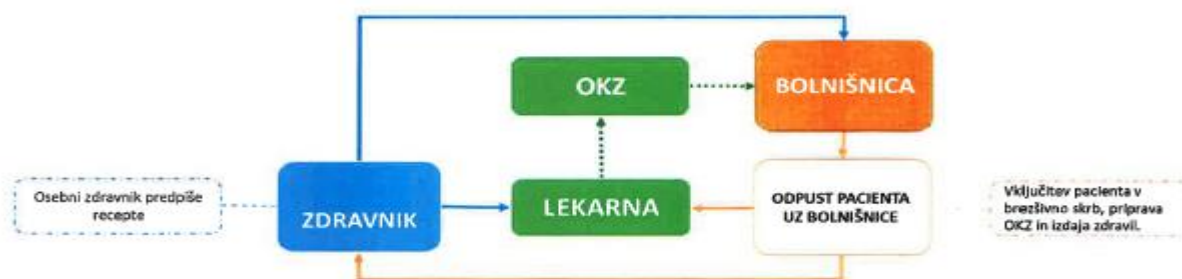 OKZ
BOLNIŠNICA
Osebni zdravnik predpiše
recepte
ZDRAVNIK
LEKARNA
ODPUST PACIENTA
UZ BOLNIŠNICE
Vključitev pacienta v
brezšivno skrb, priprava
OKZ in izdaja zdravil.